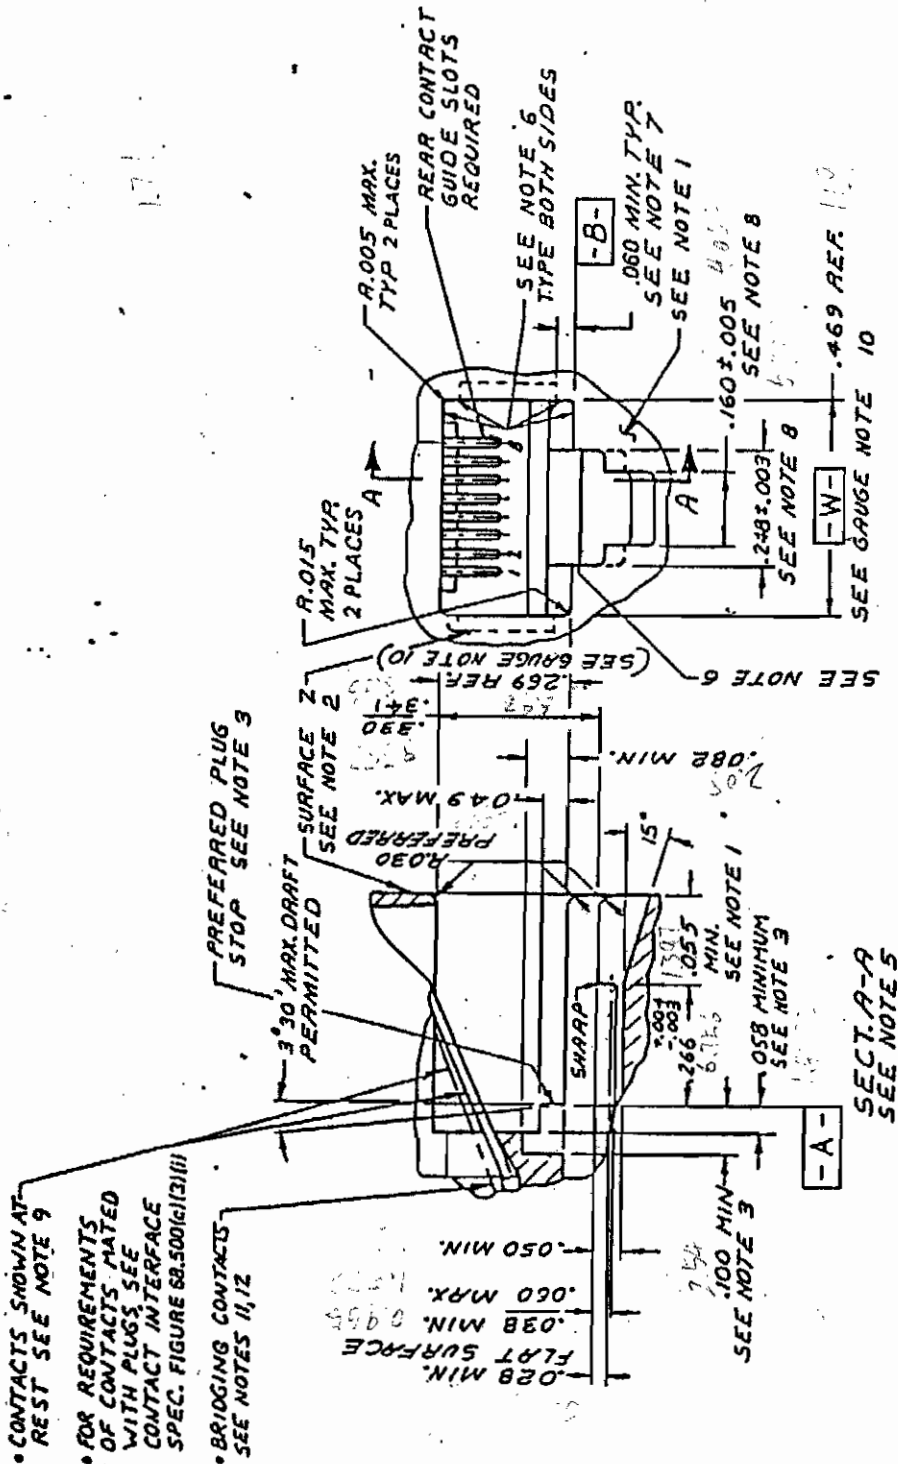 • CONTACTS SHOWN AT
REST SEE NOTE 9
• FOR REQUIREMENTS
OF CONTACTS MATED
WITH PLUGS SEE
CONTACT INTERFACE
SPEC. FIGURE 68.500(c)(3)(i)
• BRIDGING CONTACTS
SEE NOTES 11,12
PREFERRED PLUG
STOP SEE NOTE 3
3°30' MAX. DRAFT
PERMITTED
SURFACE Z
SEE NOTE 2
R.015
MAX. TYP.
2 PLACES
R.005 MAX.
TYP 2 PLACES
REAR CONTACT
GUIDE SLOTS
REQUIRED
SEE NOTE 6
TYPE BOTH SIDES
-B-
.060 MIN. TYP.
SEE NOTE 7
SEE NOTE 1
.160±.005
SEE NOTE 8
.248±.003
SEE NOTE 8
.469 REF.
-W-
SEE GAUGE NOTE 10
SEE NOTE 6
A
A
8
2
1
(SEE GAUGE NOTE 10)
.269 REF.
.330
.341
.082 MIN.
.049 MAX.
R.030
PREFERRED
15°
SHARP
.055
MIN.
SEE NOTE 1
.266 +.004
-.003
.058 MINIMUM
SEE NOTE 3
-A-
.100 MIN
SEE NOTE 3
.050 MIN.
.060 MAX.
.038 MIN.
FLAT SURFACE
.028 MIN.
SECT. A-A
SEE NOTE 5